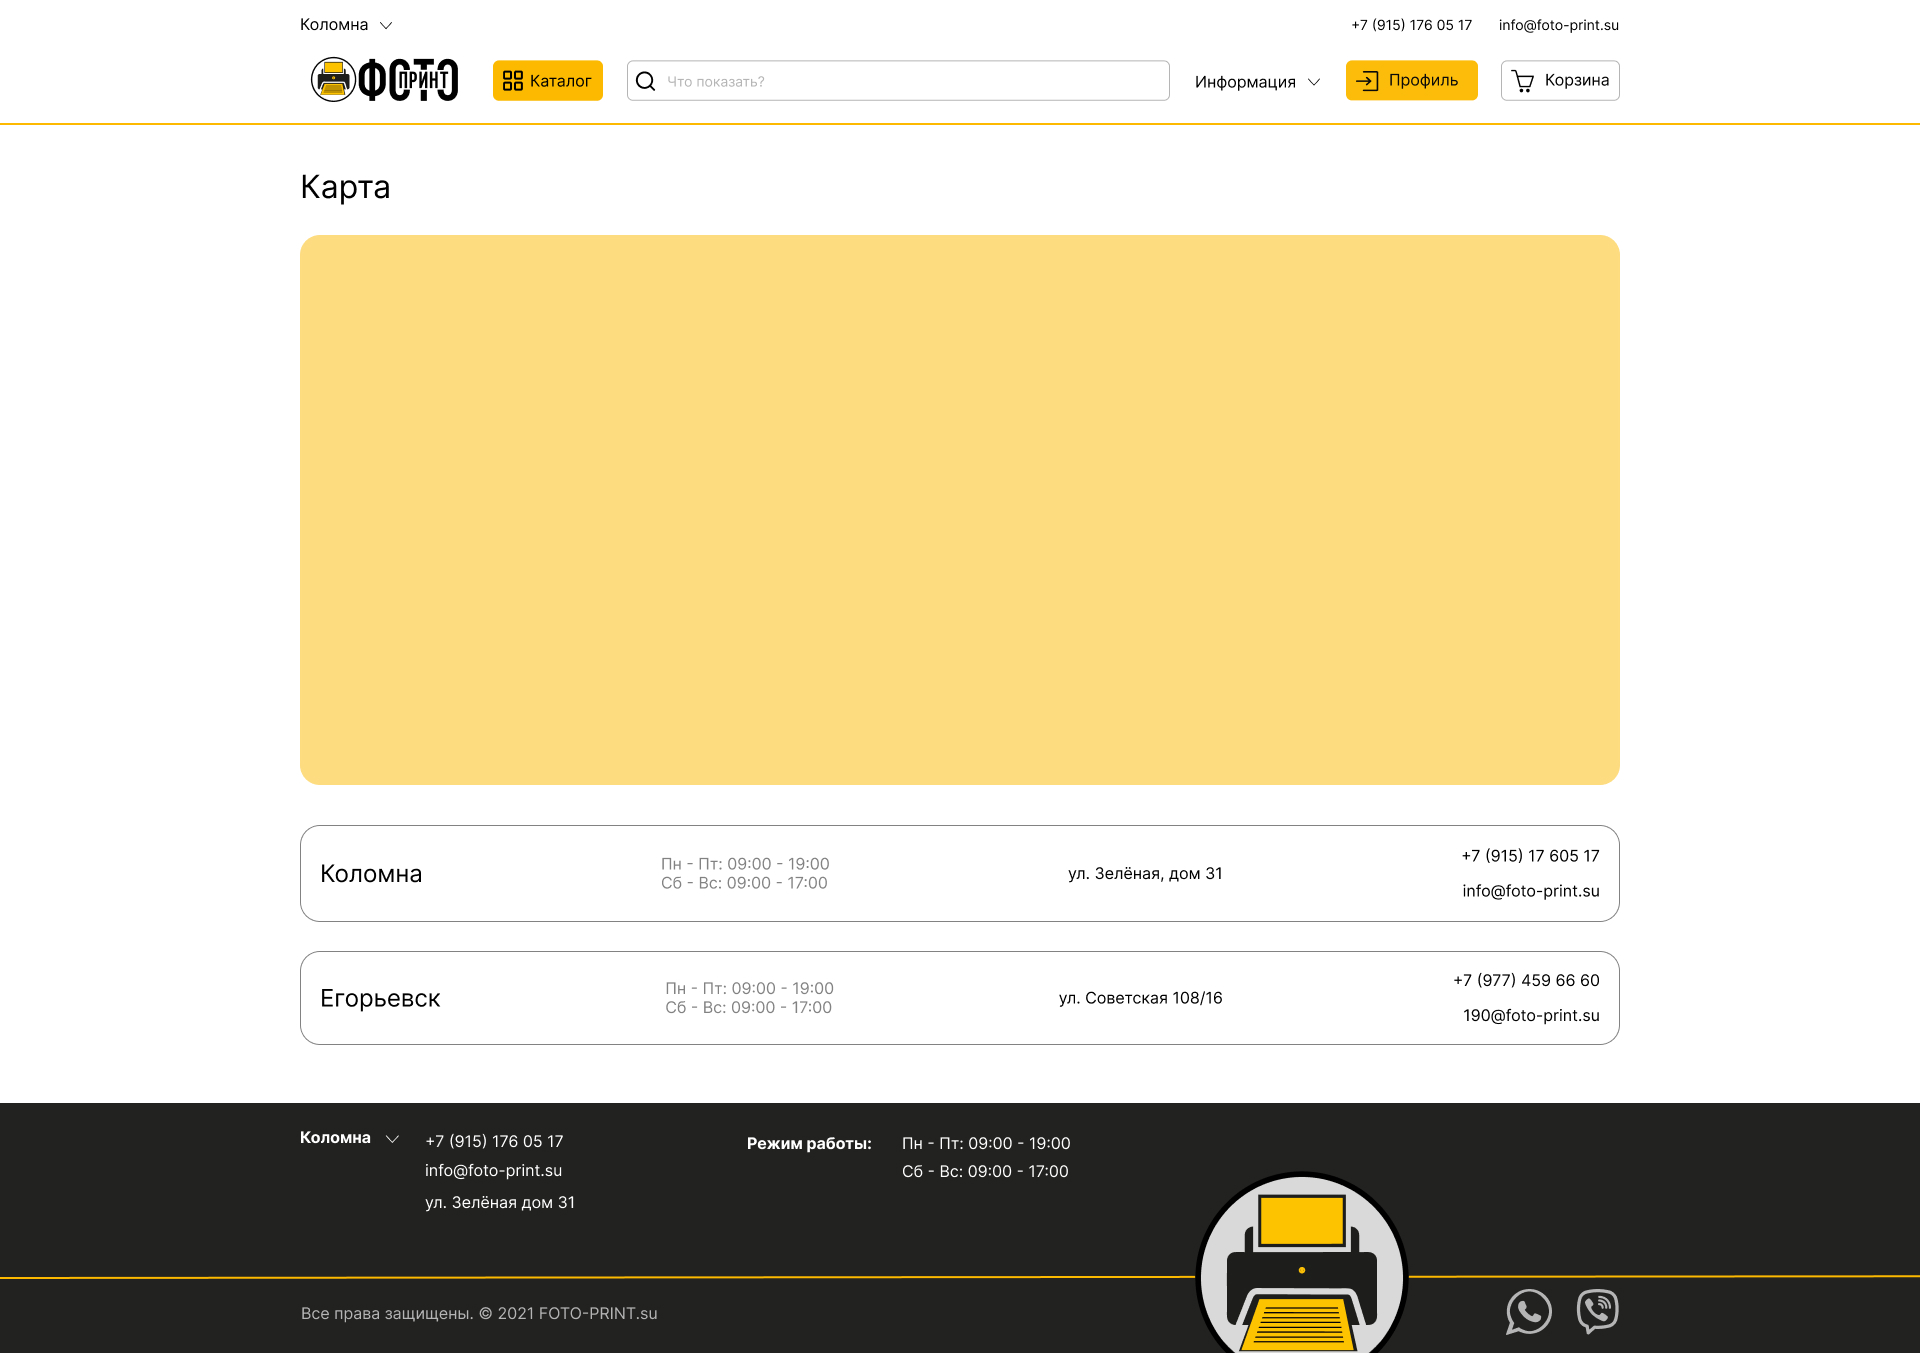 Коломна
+7 (915) 176 05 17
info@foto-print.su
ФОТО
ПРИНТ
Каталог
Что показать?
Информация
Профиль
Корзина
Карта
Коломна
Пн - Пт: 09:00 - 19:00
Сб - Вс: 09:00 - 17:00
ул. Зелёная, дом 31
+7 (915) 17 605 17
info@foto-print.su
Егорьевск
Пн - Пт: 09:00 - 19:00
Сб - Вс: 09:00 - 17:00
ул. Советская 108/16
+7 (977) 459 66 60
190@foto-print.su
Коломна
+7 (915) 176 05 17
info@foto-print.su
ул. Зелёная дом 31
Режим работы:
Пн - Пт: 09:00 - 19:00
Сб - Вс: 09:00 - 17:00
Все права защищены. © 2021 FOTO-PRINT.su